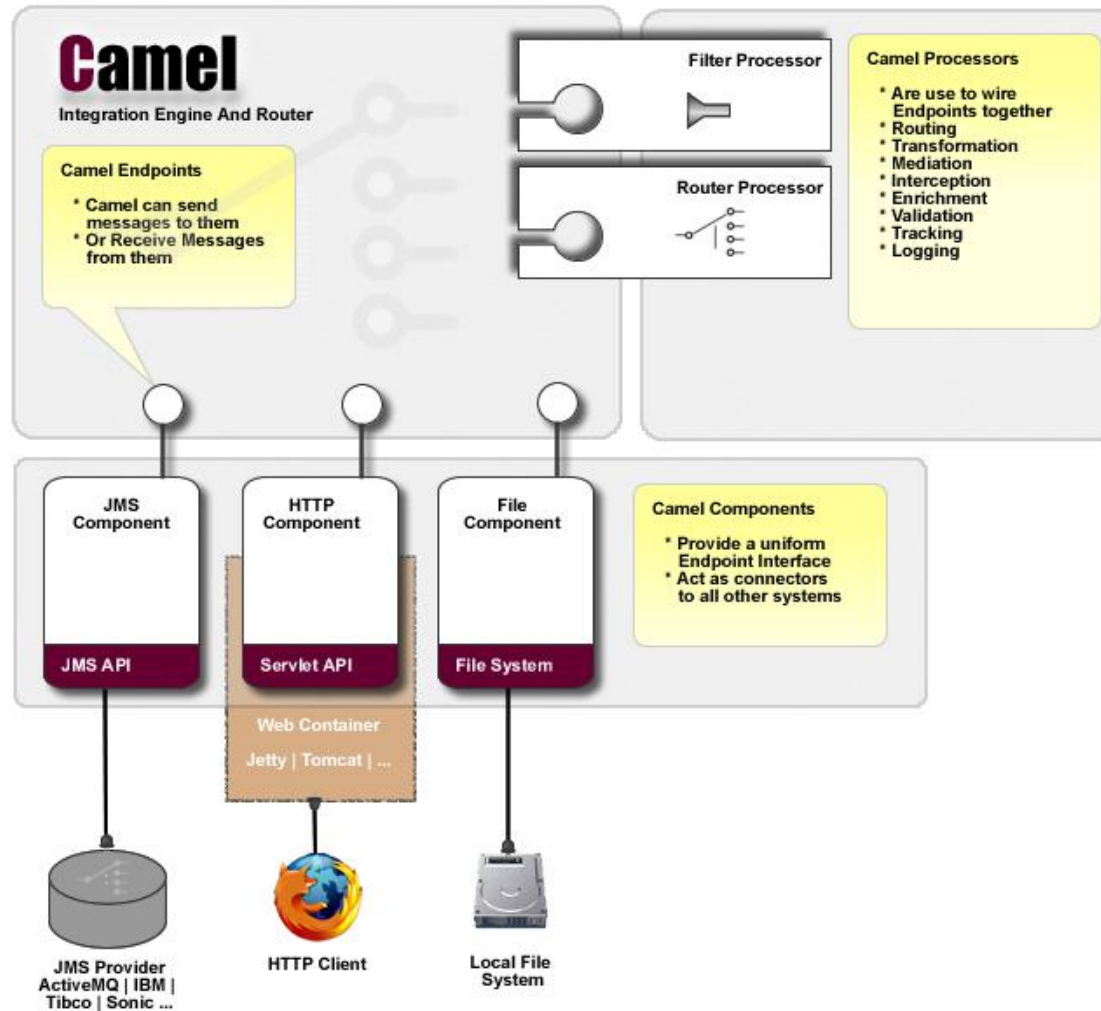 Camel
Integration Engine And Router
Camel Endpoints
* Camel can send
messages to them
* Or Receive Messages
from them
Filter Processor
Router Processor
Camel Processors
* Are use to wire
Endpoints together
* Routing
* Transformation
* Mediation
* Interception
* Enrichment
* Validation
* Tracking
* Logging
JMS
Component
JMS API
HTTP
Component
Servlet API
File
Component
File System
Camel Components
* Provide a uniform
Endpoint Interface
* Act as connectors
to all other systems
Web Container
Jetty | Tomcat | ...
JMS Provider
ActiveMQ | IBM |
Tibco | Sonic ...
HTTP Client
Local File
System